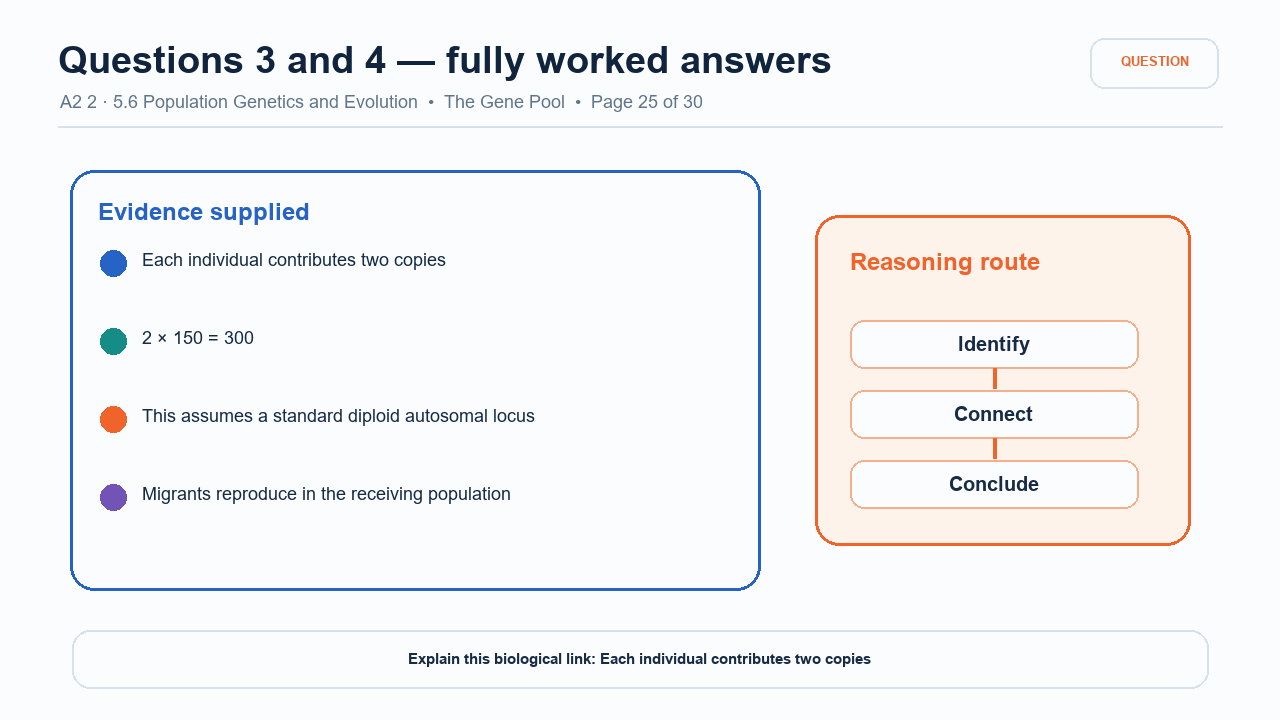 Questions 3 and 4 — fully worked answers
QUESTION
A2 2 · 5.6 Population Genetics and Evolution • The Gene Pool • Page 25 of 30
Evidence supplied
Each individual contributes two copies
2 × 150 = 300
This assumes a standard diploid autosomal locus
Migrants reproduce in the receiving population
Reasoning route
Identify
Connect
Conclude
Explain this biological link: Each individual contributes two copies